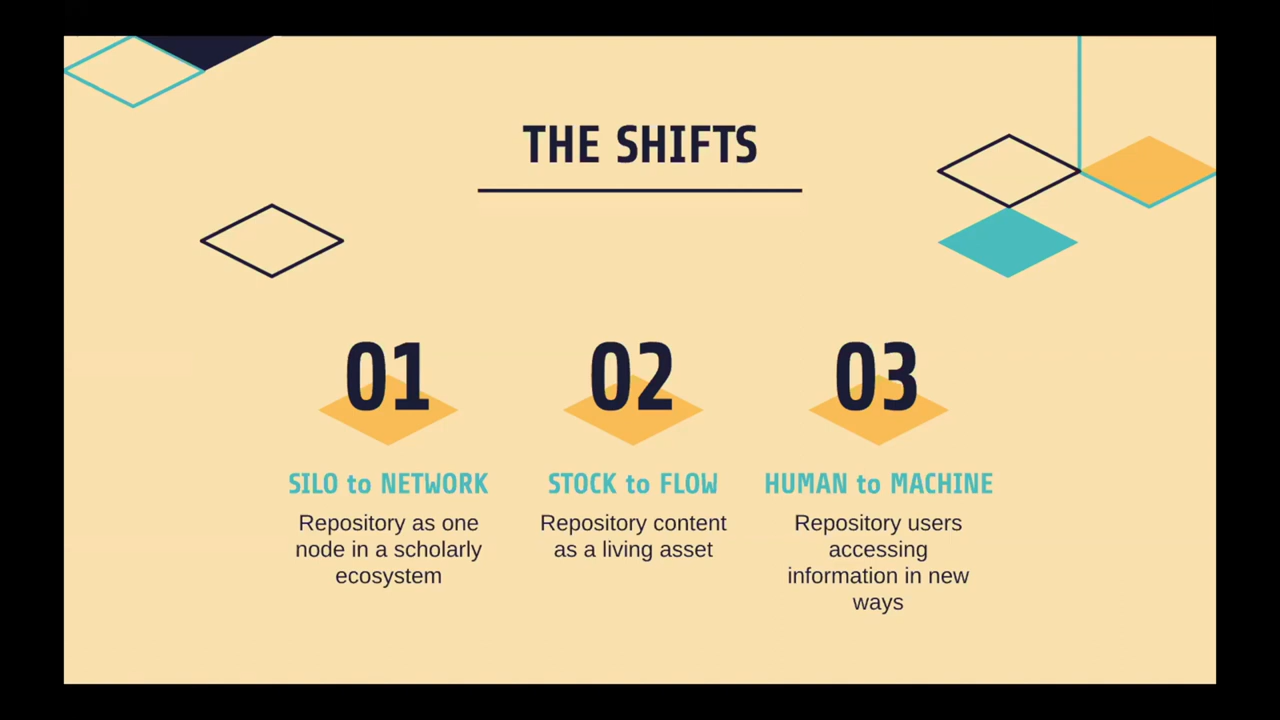 THE SHIFTS
01
SILO to NETWORK
Repository as one
node in a scholarly
ecosystem
02
STOCK to FLOW
Repository content
as a living asset
03
HUMAN to MACHINE
Repository users
accessing
information in new
ways